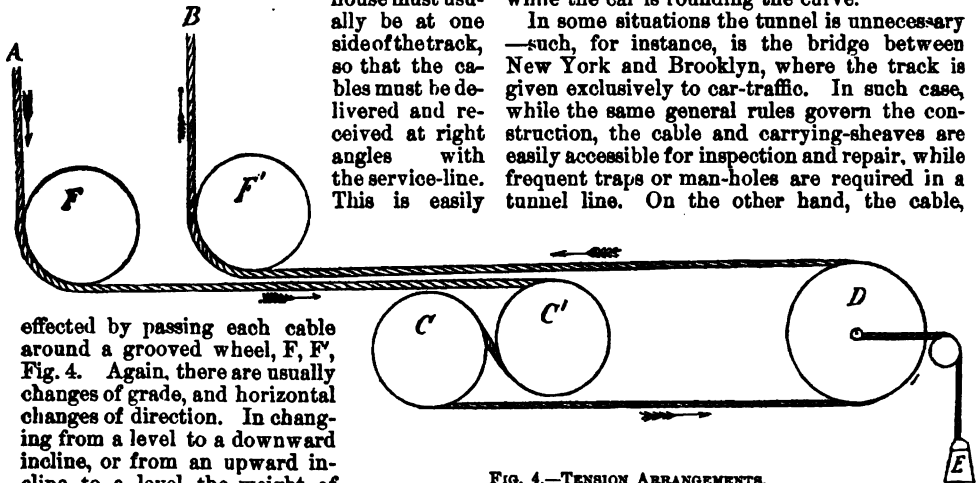 house must usu-
ally be at one
side of the track,
so that the ca-
bles must be de-
livered and re-
ceived at right
angles with
the service-line.
This is easily
effected by passing each cable
around a grooved wheel, F, F′,
Fig. 4. Again, there are usually
changes of grade, and horizontal
changes of direction. In chang-
ing from a level to a downward
incline, or from an upward in-
cline to a level the weight of
A
B
F
F′
C
C′
D
E
FIG. 4.—TENSION ARRANGEMENTS.
while the car is rounding the curve.
In some situations the tunnel is unnecessary
—such, for instance, is the bridge between
New York and Brooklyn, where the track is
given exclusively to car-traffic. In such case,
while the same general rules govern the con-
struction, the cable and carrying-sheaves are
easily accessible for inspection and repair, while
frequent traps or man-holes are required in a
tunnel line. On the other hand, the cable,